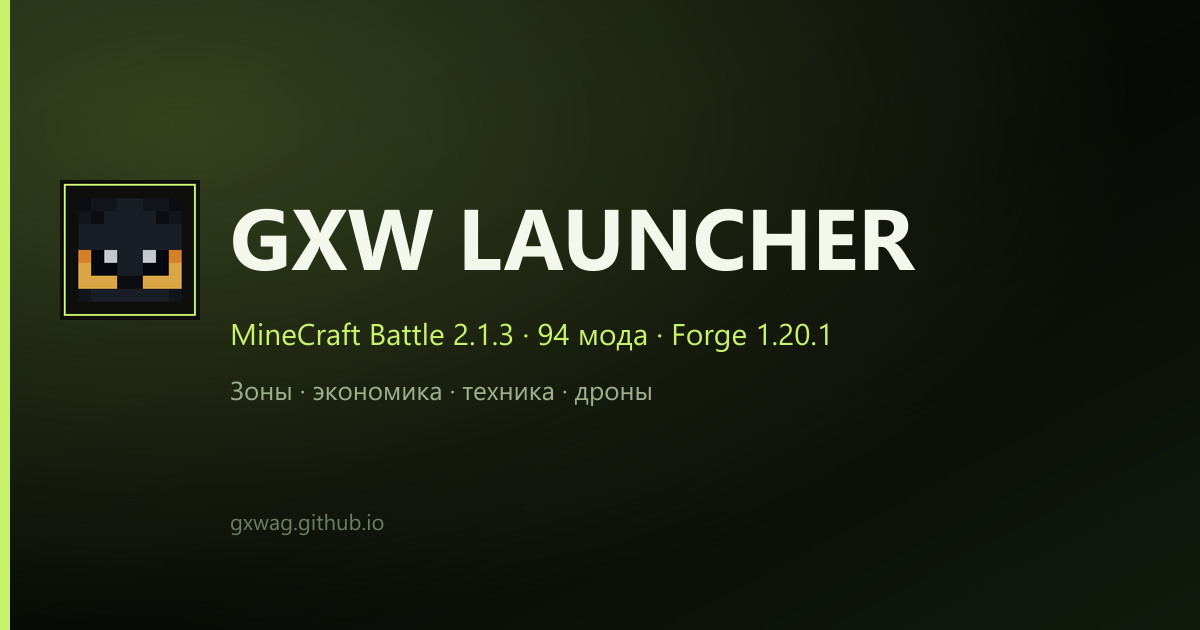 GXW LAUNCHER
MineCraft Battle 2.1.3 · 94 мода · Forge 1.20.1
Зоны · экономика · техника · дроны
gxwag.github.io